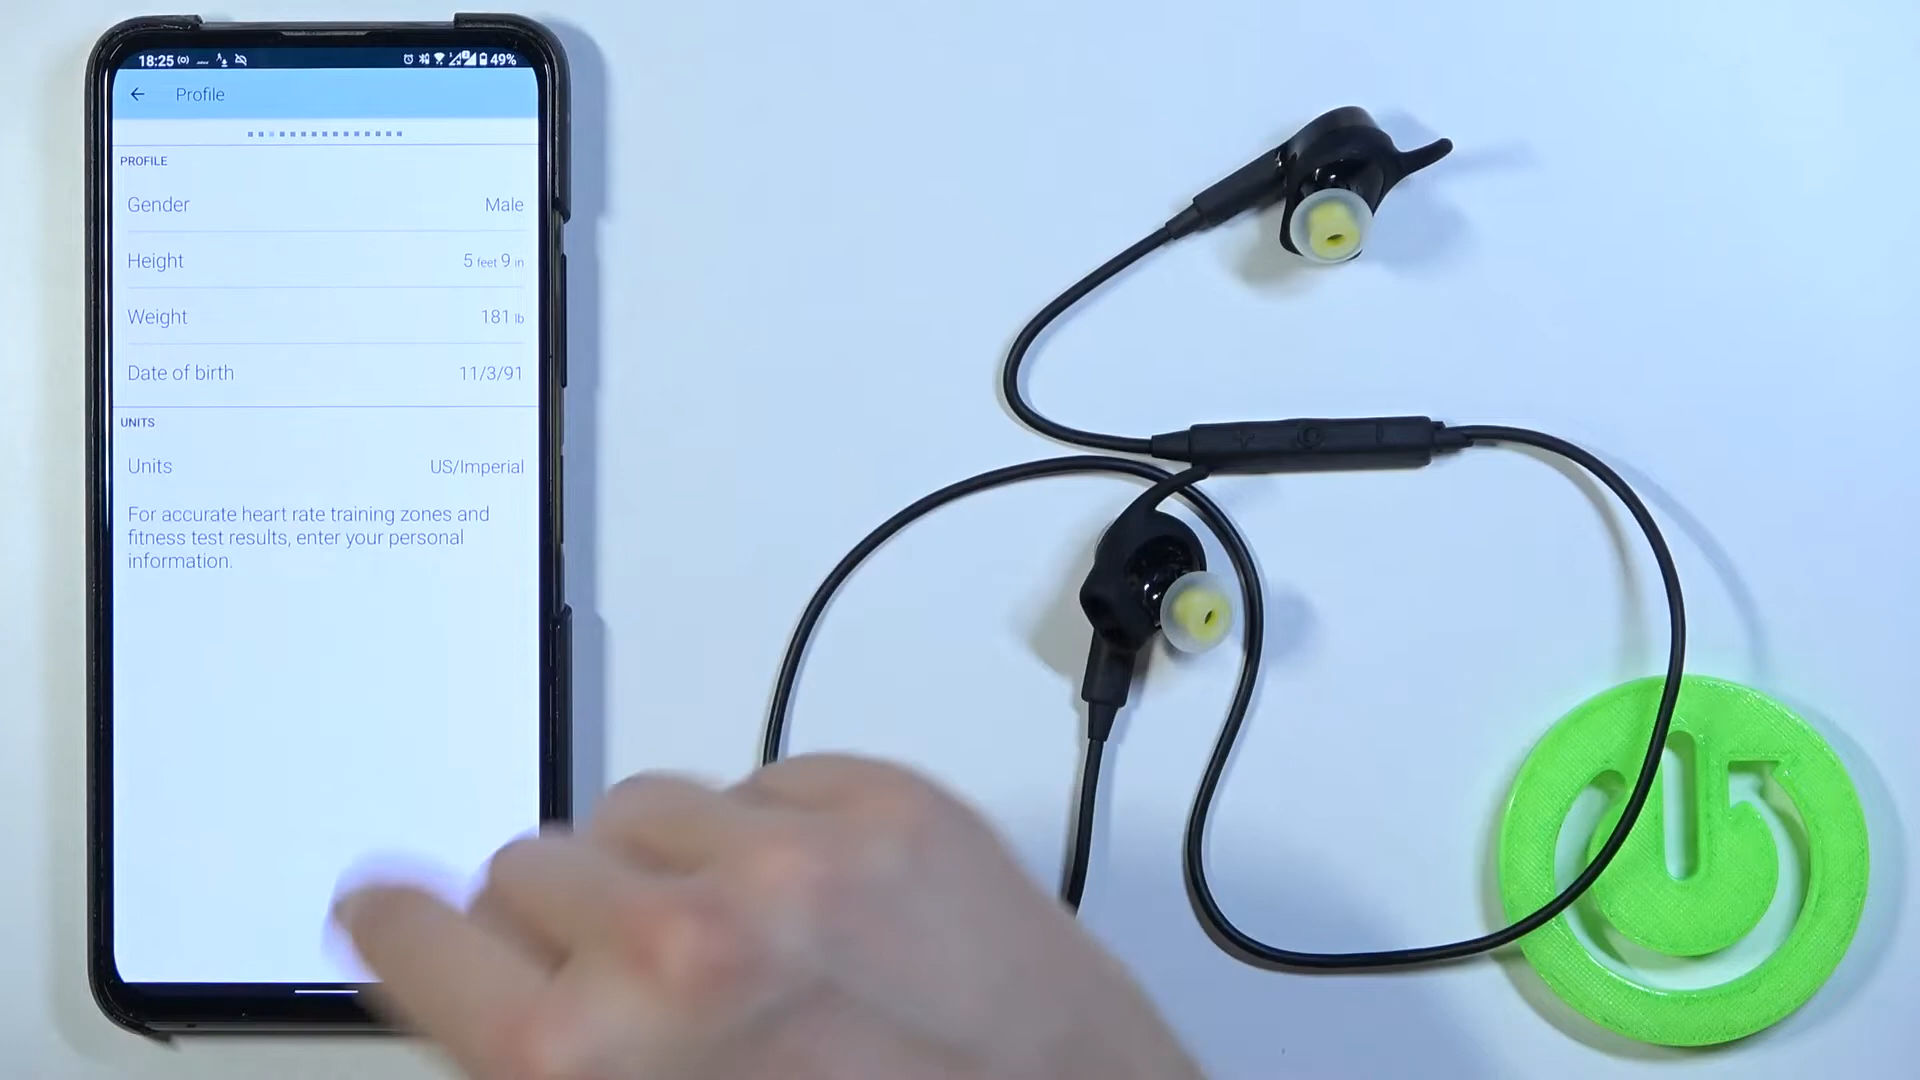 18:25 49%
Profile
PROFILE
Gender Male
Height 5 feet 9 in
Weight 181 lb
Date of birth 11/3/91
UNITS
Units US/Imperial
For accurate heart rate training zones and
fitness test results, enter your personal
information.